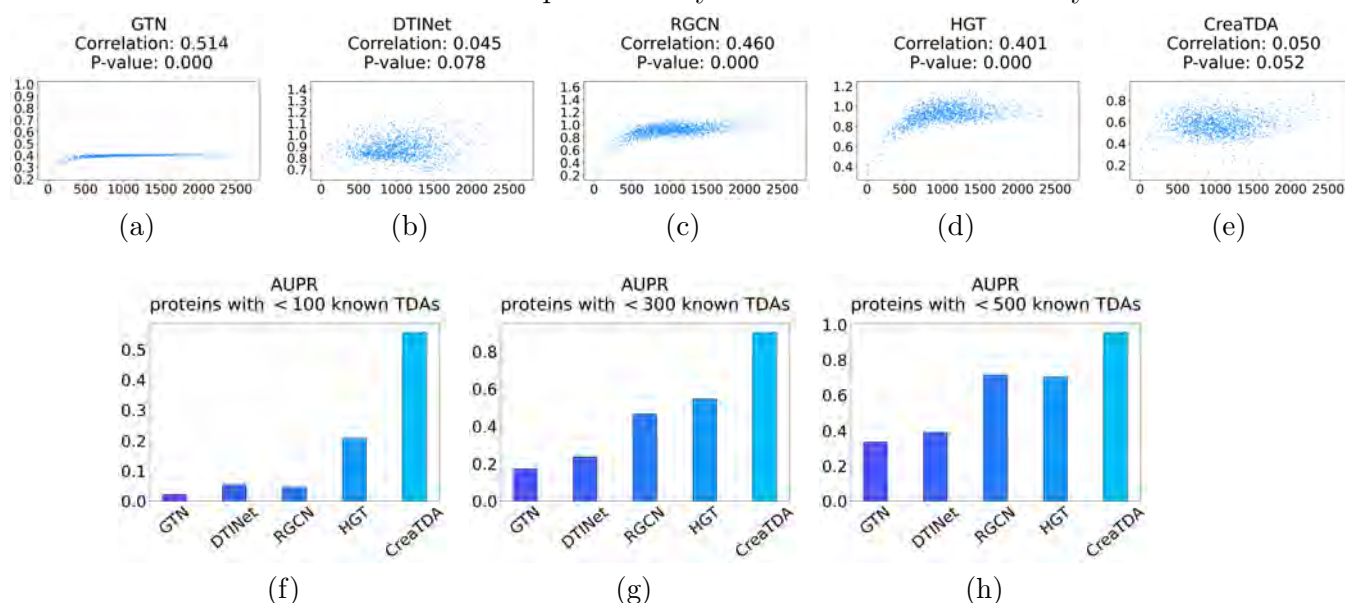 GTN
Correlation: 0.514
P-value: 0.000
1.0
0.9
0.8
0.7
0.6
0.5
0.4
0.3
0.2
0 500 1000 1500 2000 2500
(a)
DTINet
Correlation: 0.045
P-value: 0.078
1.4
1.3
1.2
1.1
1.0
0.9
0.8
0.7
0 500 1000 1500 2000 2500
(b)
RGCN
Correlation: 0.460
P-value: 0.000
1.6
1.4
1.2
1.0
0.8
0.6
0.4
0.2
0 500 1000 1500 2000 2500
(c)
HGT
Correlation: 0.401
P-value: 0.000
1.2
1.0
0.8
0.6
0.4
0 500 1000 1500 2000 2500
(d)
CreaTDA
Correlation: 0.050
P-value: 0.052
0.8
0.6
0.4
0.2
0 500 1000 1500 2000 2500
(e)
AUPR
proteins with < 100 known TDAs
0.5
0.4
0.3
0.2
0.1
0.0
GTN DTINet RGCN HGT CreaTDA
(f)
AUPR
proteins with < 300 known TDAs
0.8
0.6
0.4
0.2
0.0
GTN DTINet RGCN HGT CreaTDA
(g)
AUPR
proteins with < 500 known TDAs
1.0
0.8
0.6
0.4
0.2
0.0
GTN DTINet RGCN HGT CreaTDA
(h)